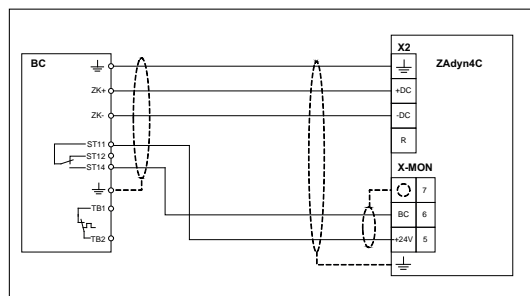 BC
ZK+
ZK-
ST11
ST12
ST14
TB1
TB2
X2
ZAdyn4C
+DC
-DC
R
X-MON
7
BC 6
+24V 5